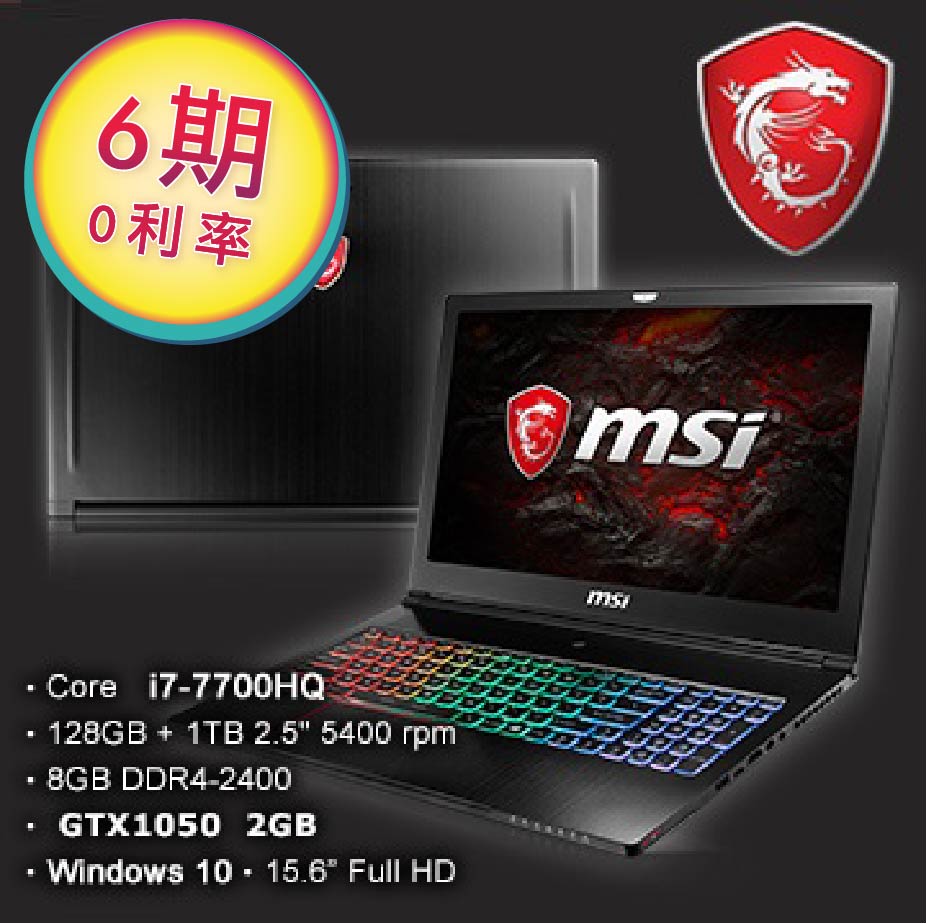 6期
0利率
msi
msi
· Core i7-7700HQ
· 128GB + 1TB 2.5" 5400 rpm
· 8GB DDR4-2400
· GTX1050 2GB
· Windows 10 · 15.6” Full HD